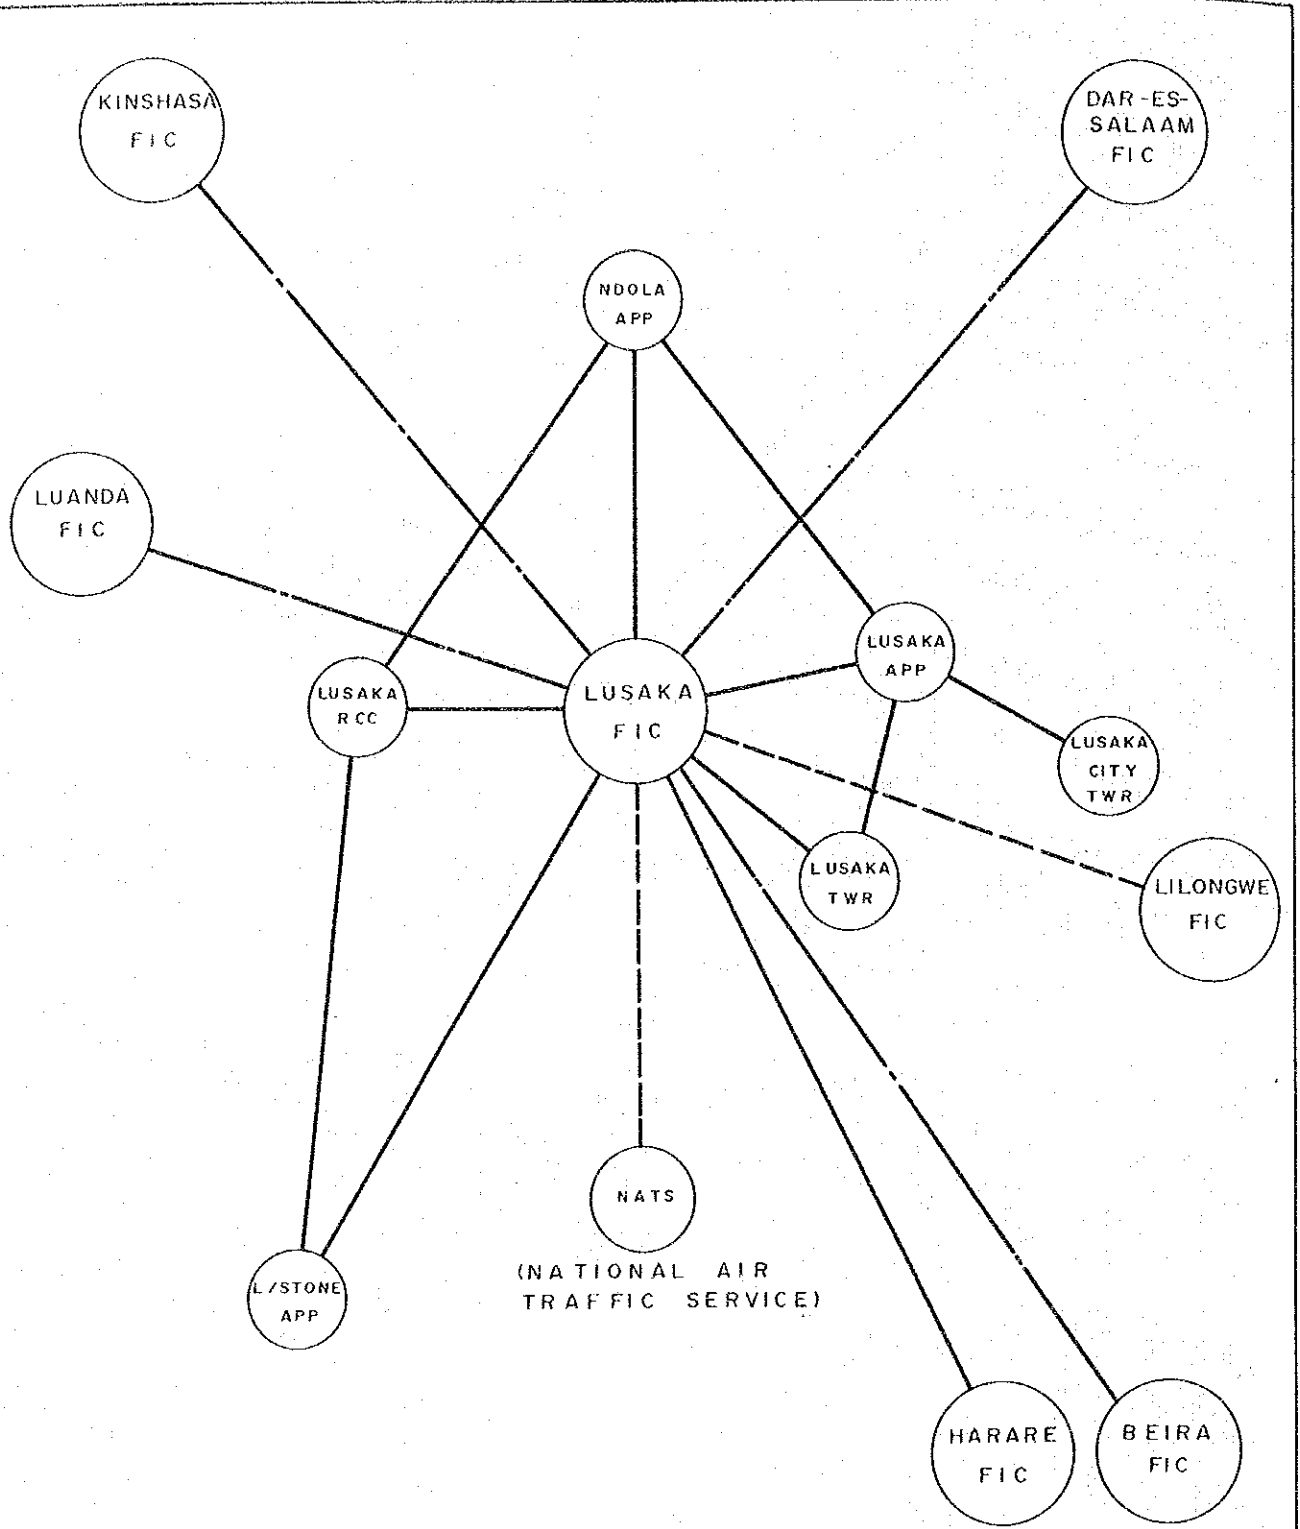 KINSHASA
FIC
DAR-ES-
SALAAM
FIC
NDOLA
APP
LUANDA
FIC
LUSAKA
RCC
LUSAKA
FIC
LUSAKA
APP
LUSAKA
CITY
TWR
LUSAKA
TWR
LILONGWE
FIC
NATS
(NATIONAL AIR
TRAFFIC SERVICE)
L/STONE
APP
HARARE
FIC
BEIRA
FIC